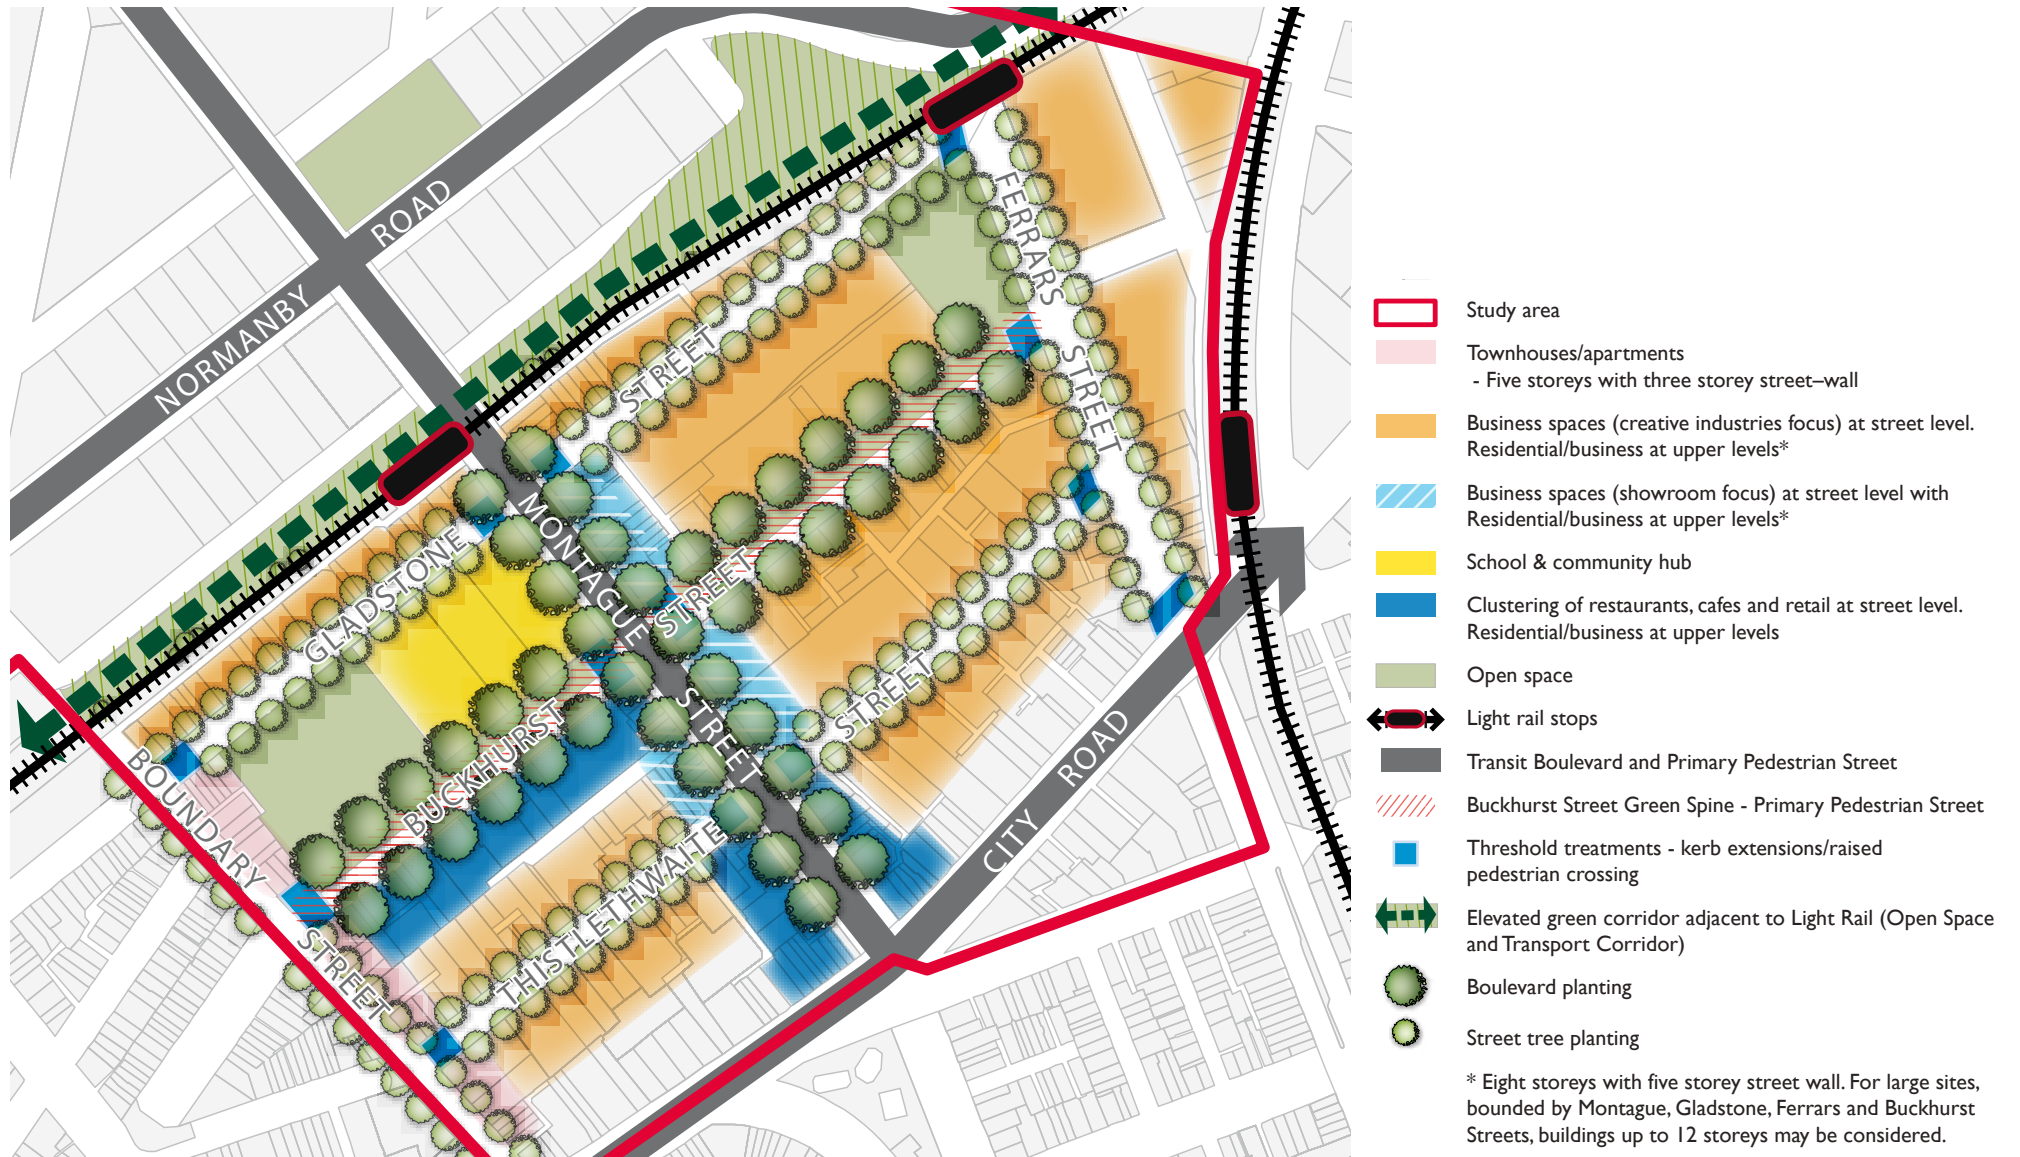 NORMANBY
ROAD
FERRARS
STREET
STREET
GLADSTONE
MONTAGUE
STREET
STREET
BUCKHURST
STREET
THISTLETHWAITE
BOUNDARY
STREET
CITY ROAD
Study area
Townhouses/apartments
- Five storeys with three storey street–wall
Business spaces (creative industries focus) at street level.
Residential/business at upper levels*
Business spaces (showroom focus) at street level with
Residential/business at upper levels*
School & community hub
Clustering of restaurants, cafes and retail at street level.
Residential/business at upper levels
Open space
Light rail stops
Transit Boulevard and Primary Pedestrian Street
Buckhurst Street Green Spine - Primary Pedestrian Street
Threshold treatments - kerb extensions/raised
pedestrian crossing
Elevated green corridor adjacent to Light Rail (Open Space
and Transport Corridor)
Boulevard planting
Street tree planting
* Eight storeys with five storey street wall. For large sites,
bounded by Montague, Gladstone, Ferrars and Buckhurst
Streets, buildings up to 12 storeys may be considered.